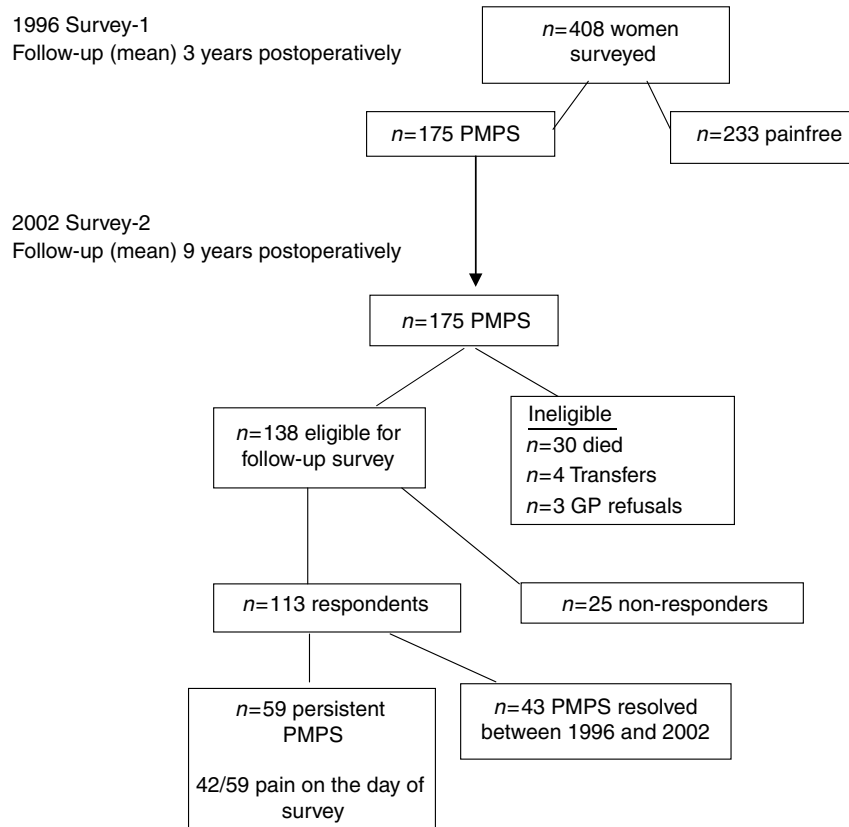 1996 Survey-1
Follow-up (mean) 3 years postoperatively
n=408 women
surveyed
n=175 PMPS
n=233 painfree
2002 Survey-2
Follow-up (mean) 9 years postoperatively
n=175 PMPS
n=138 eligible for
follow-up survey
Ineligible
n=30 died
n=4 Transfers
n=3 GP refusals
n=113 respondents
n=25 non-responders
n=59 persistent
PMPS
42/59 pain on the day of
survey
n=43 PMPS resolved
between 1996 and 2002